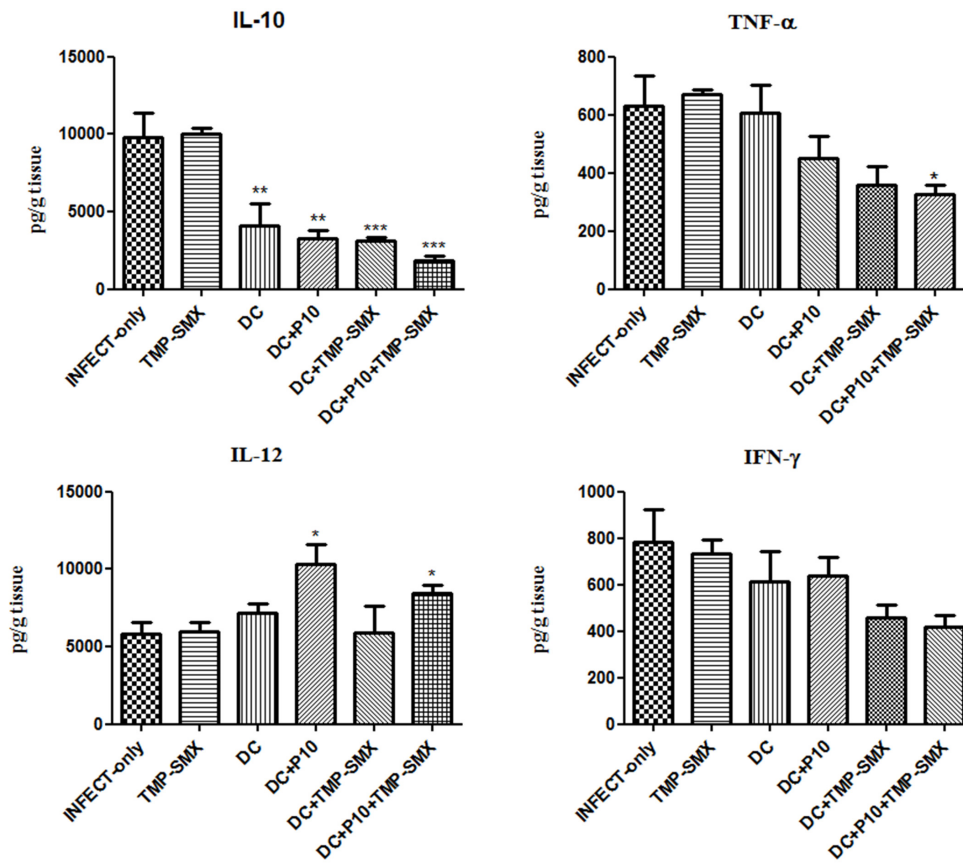 IL-10
15000
10000
5000
0
pg/g tissue
**
**
***
***
INFECT-only
TMP-SMX
DC
DC+P10
DC+TMP-SMX
DC+P10+TMP-SMX
TNF-α
800
600
400
200
0
pg/g tissue
*
INFECT-only
TMP-SMX
DC
DC+P10
DC+TMP-SMX
DC+P10+TMP-SMX
IL-12
15000
10000
5000
0
pg/g tissue
*
*
INFECT-only
TMP-SMX
DC
DC+P10
DC+TMP-SMX
DC+P10+TMP-SMX
IFN-γ
1000
800
600
400
200
0
pg/g tissue
INFECT-only
TMP-SMX
DC
DC+P10
DC+TMP-SMX
DC+P10+TMP-SMX